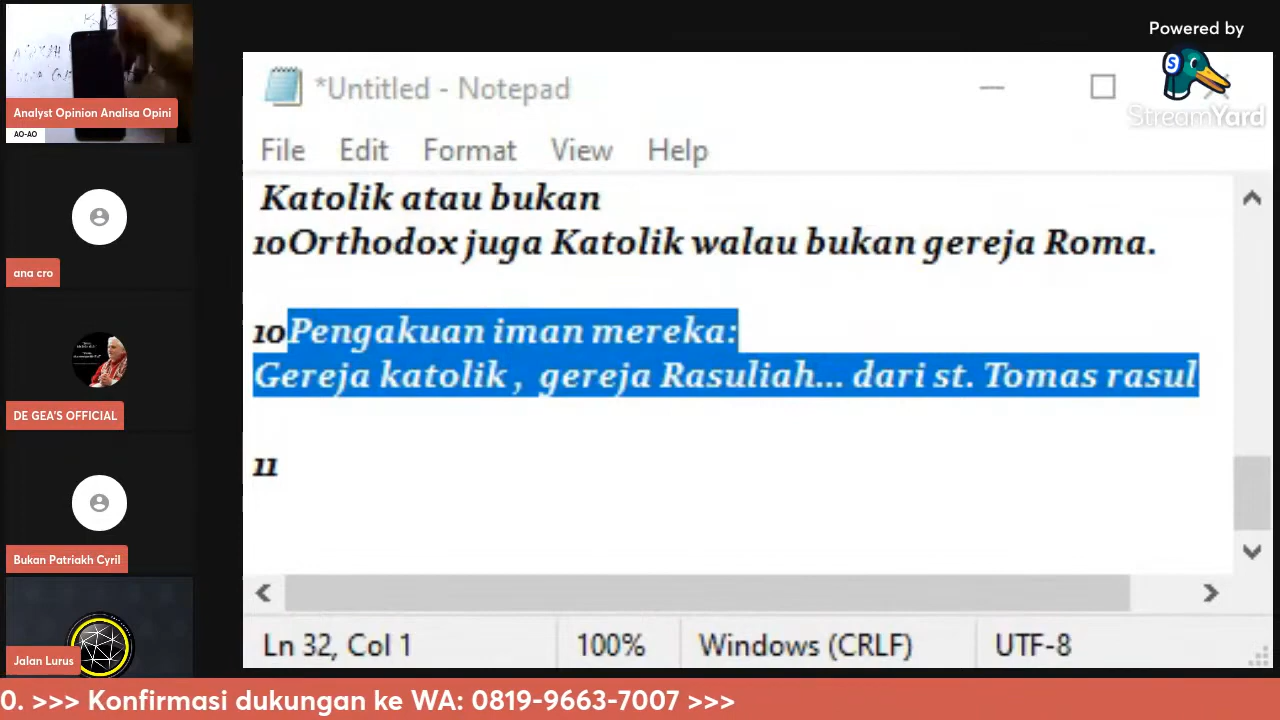 Powered by
StreamYard
*Untitled - Notepad
File Edit Format View Help
Katolik atau bukan
10Orthodox juga Katolik walau bukan gereja Roma.
10Pengakuan iman mereka:
Gereja katolik , gereja Rasuliah... dari st. Tomas rasul
11
Ln 32, Col 1 100% Windows (CRLF) UTF-8
Analyst Opinion Analisa Opini
AO-AO
ana cro
DE GEA'S OFFICIAL
Bukan Patriakh Cyril
Jalan Lurus
0. >>> Konfirmasi dukungan ke WA: 0819-9663-7007 >>>